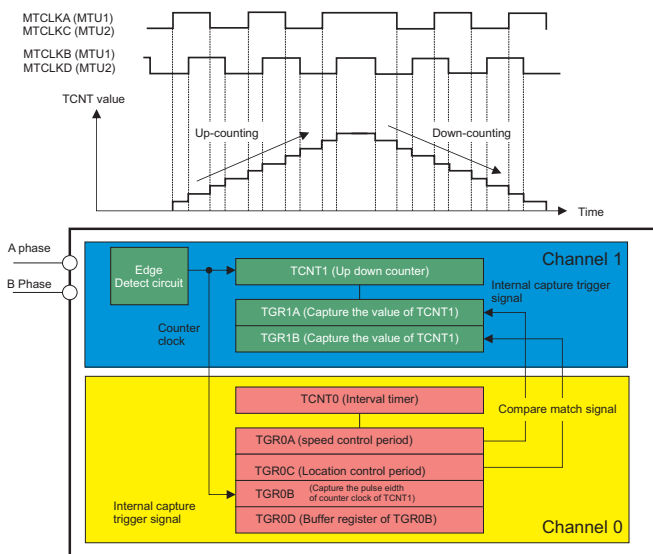 MTCLKA (MTU1)
MTCLKC (MTU2)
MTCLKB (MTU1)
MTCLKD (MTU2)
TCNT value
Up-counting
Down-counting
Time
A phase
B Phase
Channel 1
Edge
Detect circuit
TCNT1 (Up down counter)
Internal capture trigger
signal
TGR1A (Capture the value of TCNT1)
TGR1B (Capture the value of TCNT1)
Counter
clock
TCNT0 (Interval timer)
Compare match signal
TGR0A (speed control period)
TGR0C (Location control period)
TGR0B (Capture the pulse eidth
of counter clock of TCNT1)
TGR0D (Buffer register of TGR0B)
Internal capture
trigger signal
Channel 0